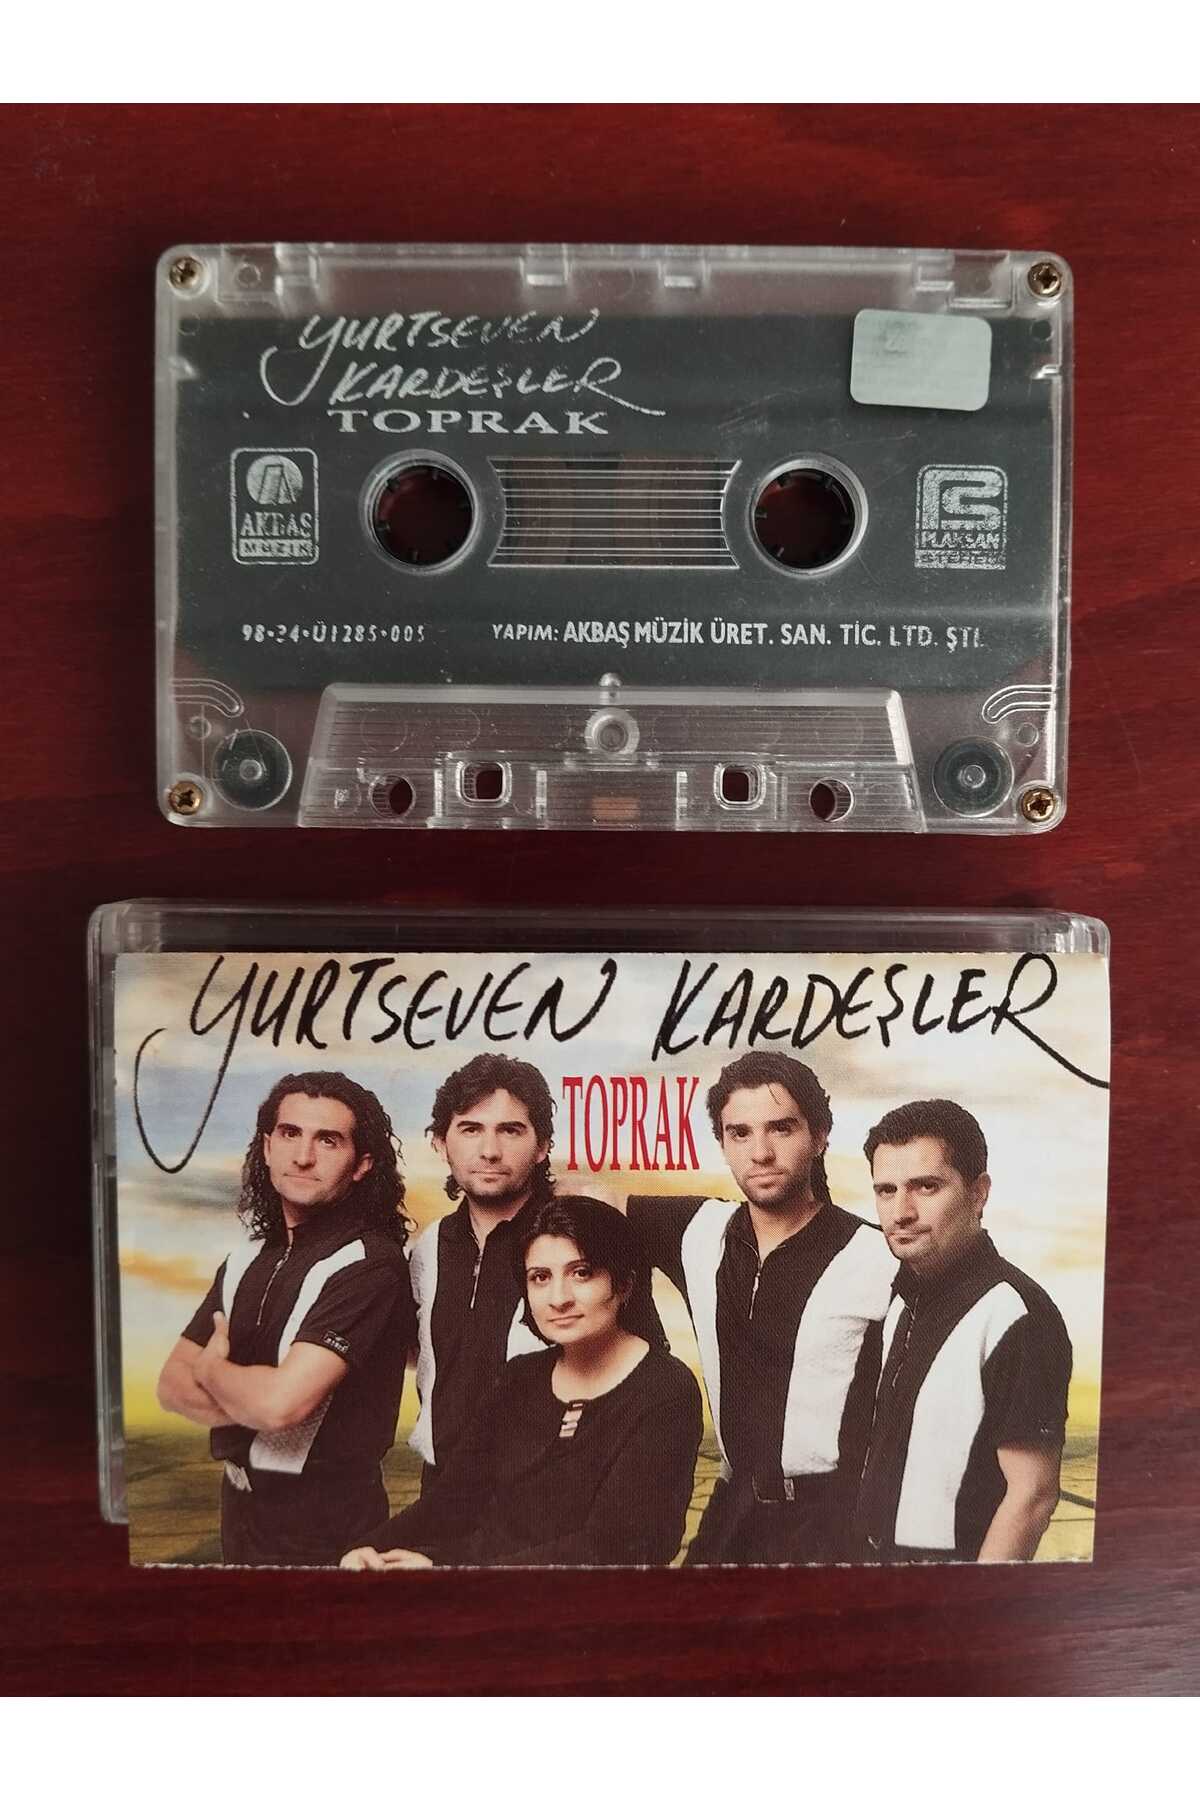 YURTSEVEN
KARDEŞLER
TOPRAK
AKBAŞ
MÜZİK
PLAKSAN
98·34·Ü1285·005
YAPIM: AKBAŞ MÜZİK ÜRET. SAN. TİC. LTD. ŞTİ.
YURTSEVEN KARDEŞLER
TOPRAK